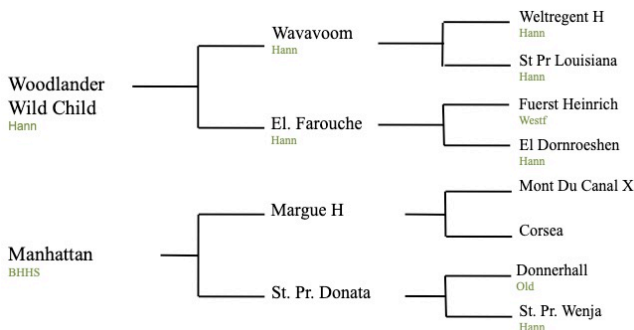 Woodlander
Wild Child
Hann
Wavavoom
Hann
Weltregent H
Hann
St Pr Louisiana
Hann
El. Farouche
Hann
Fuerst Heinrich
Westf
El Dornroeshen
Hann
Manhattan
BHHS
Margue H
Mont Du Canal X
Corsea
St. Pr. Donata
Donnerhall
Old
St. Pr. Wenja
Hann